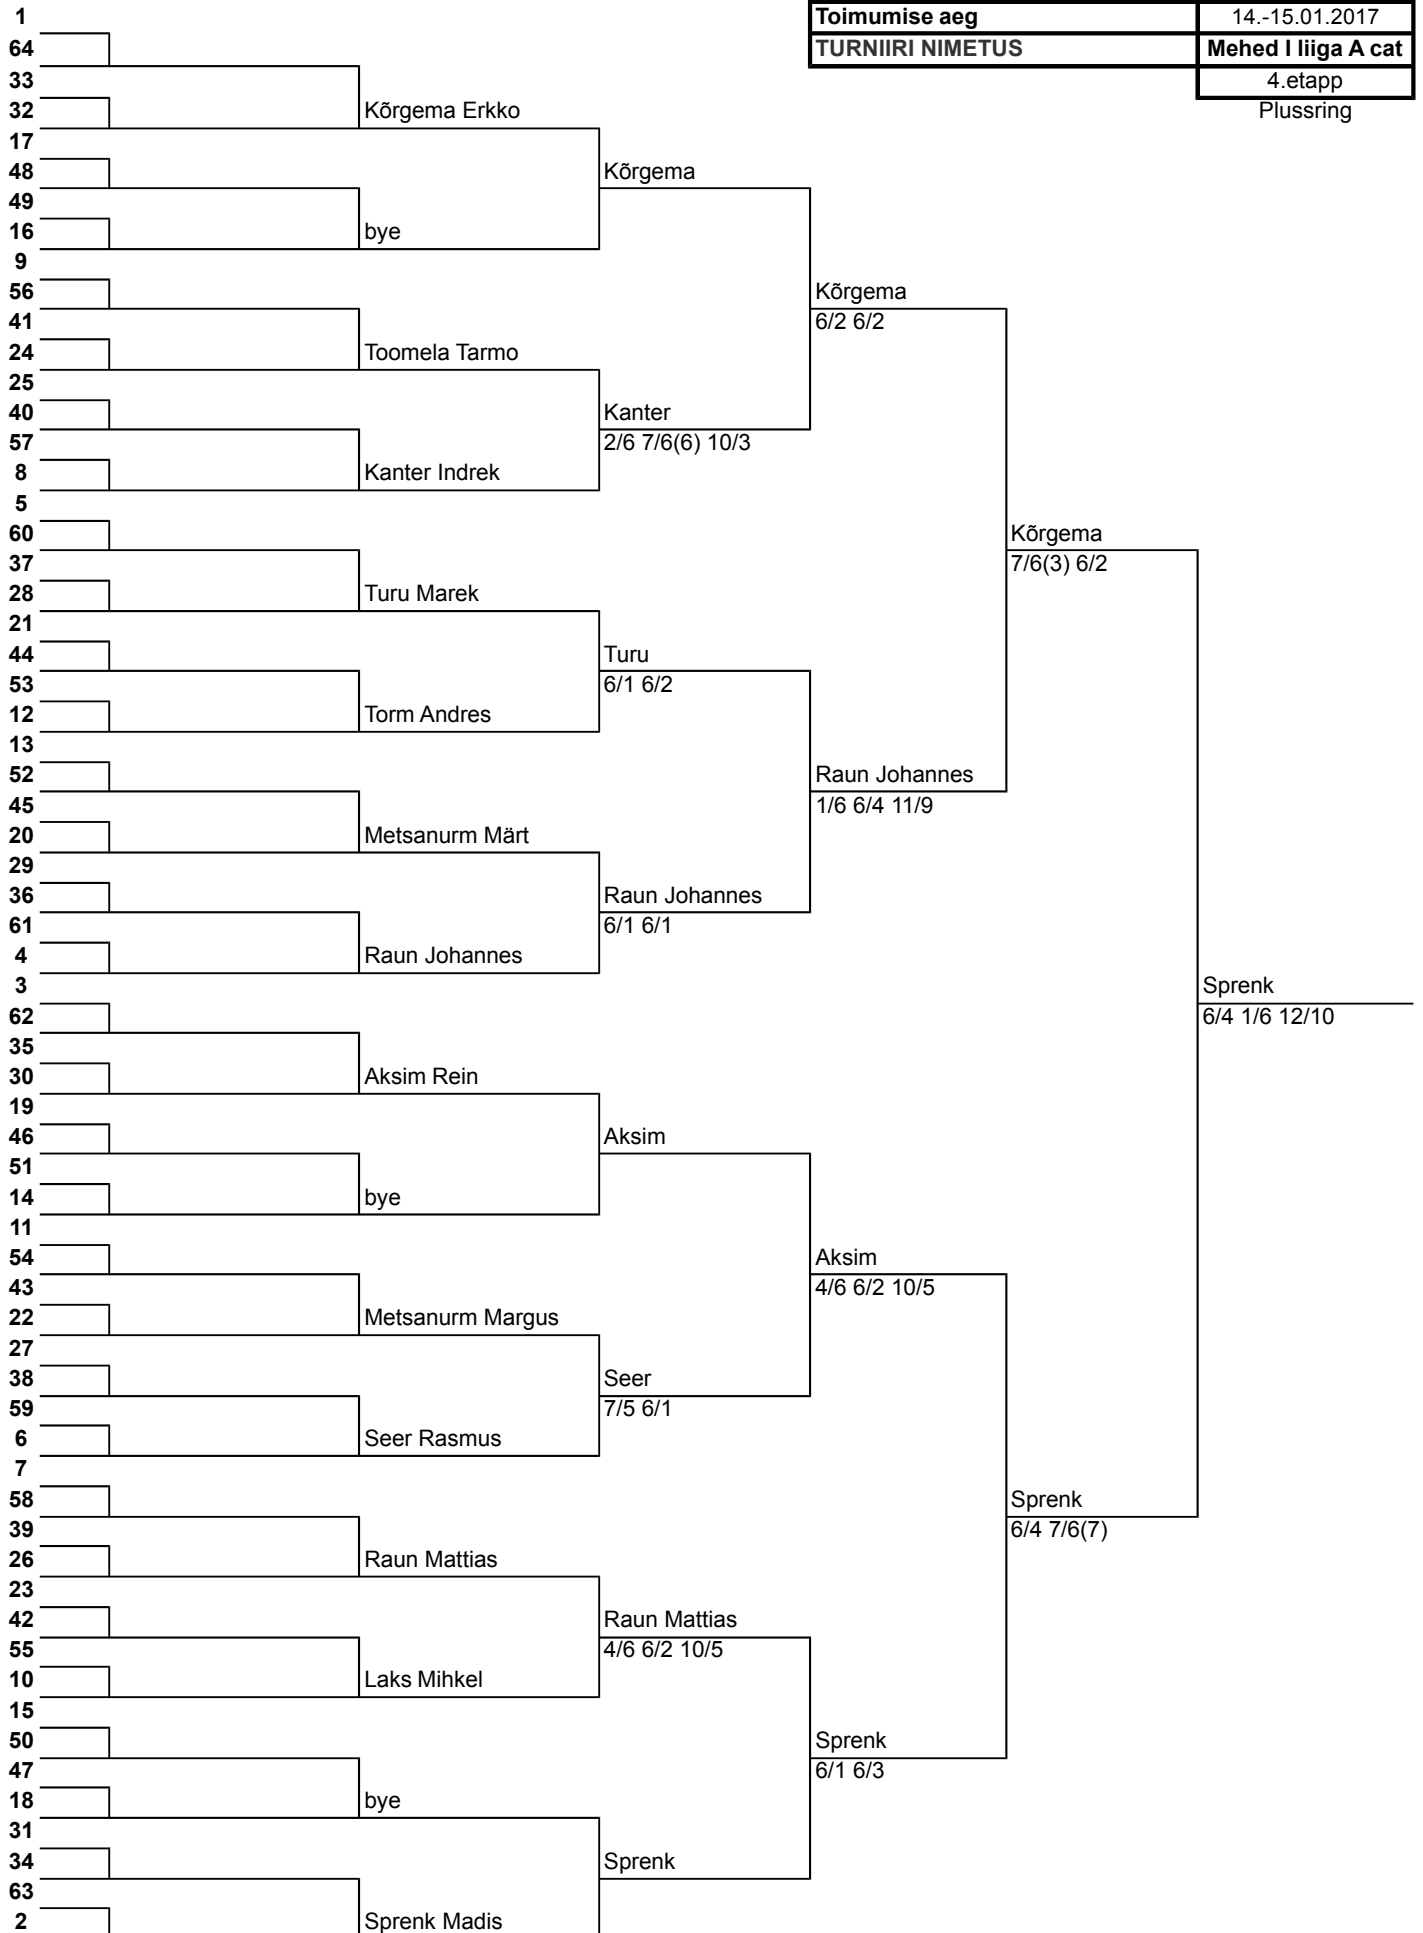 1
Toimumise aeg 14.-15.01.2017
64
TURNIIRI NIMETUS Mehed I liiga A cat
33
4.etapp
32
Kõrgema Erkko
Plussring
17
48
Kõrgema
49
16
bye
9
56
Kõrgema
41
6/2 6/2
24
Toomela Tarmo
25
40
Kanter
57
2/6 7/6(6) 10/3
8
Kanter Indrek
5
60
Kõrgema
37
7/6(3) 6/2
28
Turu Marek
21
44
Turu
53
6/1 6/2
12
Torm Andres
13
52
Raun Johannes
45
1/6 6/4 11/9
20
Metsanurm Märt
29
36
Raun Johannes
61
6/1 6/1
4
Raun Johannes
3
Sprenk
62
6/4 1/6 12/10
35
30
Aksim Rein
19
46
Aksim
51
14
bye
11
54
Aksim
43
4/6 6/2 10/5
22
Metsanurm Margus
27
38
Seer
59
7/5 6/1
6
Seer Rasmus
7
58
Sprenk
39
6/4 7/6(7)
26
Raun Mattias
23
42
Raun Mattias
55
4/6 6/2 10/5
10
Laks Mihkel
15
50
Sprenk
47
6/1 6/3
18
bye
31
34
Sprenk
63
2
Sprenk Madis